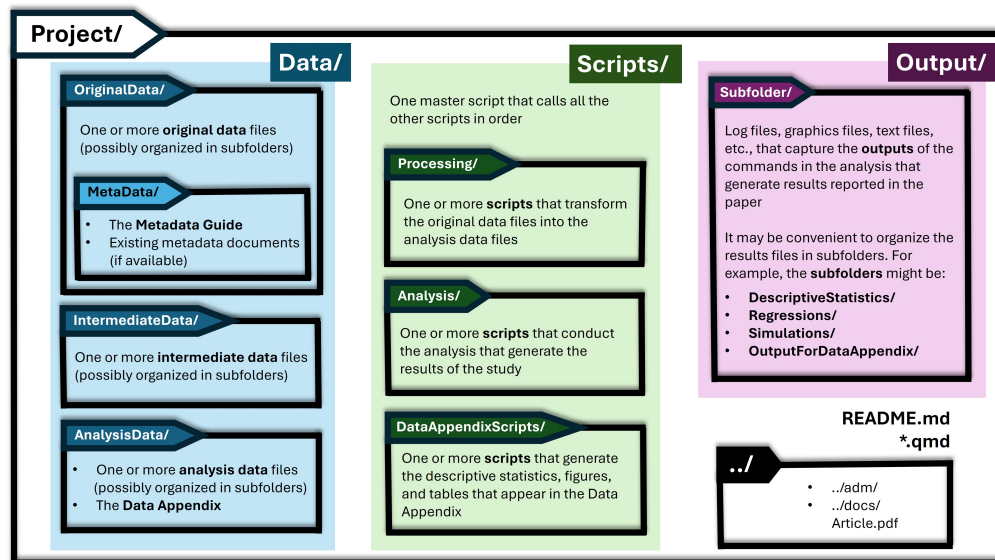 Project/
Data/
OriginalData/
One or more original data files
(possibly organized in subfolders)
MetaData/
• The Metadata Guide
• Existing metadata documents
(if available)
IntermediateData/
One or more intermediate data files
(possibly organized in subfolders)
AnalysisData/
• One or more analysis data files
(possibly organized in subfolders)
• The Data Appendix
Scripts/
One master script that calls all the
other scripts in order
Processing/
One or more scripts that transform
the original data files into the
analysis data files
Analysis/
One or more scripts that conduct
the analysis that generate the
results of the study
DataAppendixScripts/
One or more scripts that generate
the descriptive statistics, figures,
and tables that appear in the Data
Appendix
Output/
Subfolder/
Log files, graphics files, text files,
etc., that capture the outputs of the
commands in the analysis that
generate results reported in the
paper
It may be convenient to organize the
results files in subfolders. For
example, the subfolders might be:
• DescriptiveStatistics/
• Regressions/
• Simulations/
• OutputForDataAppendix/
README.md
*.qmd
../
• ../adm/
• ../docs/
Article.pdf